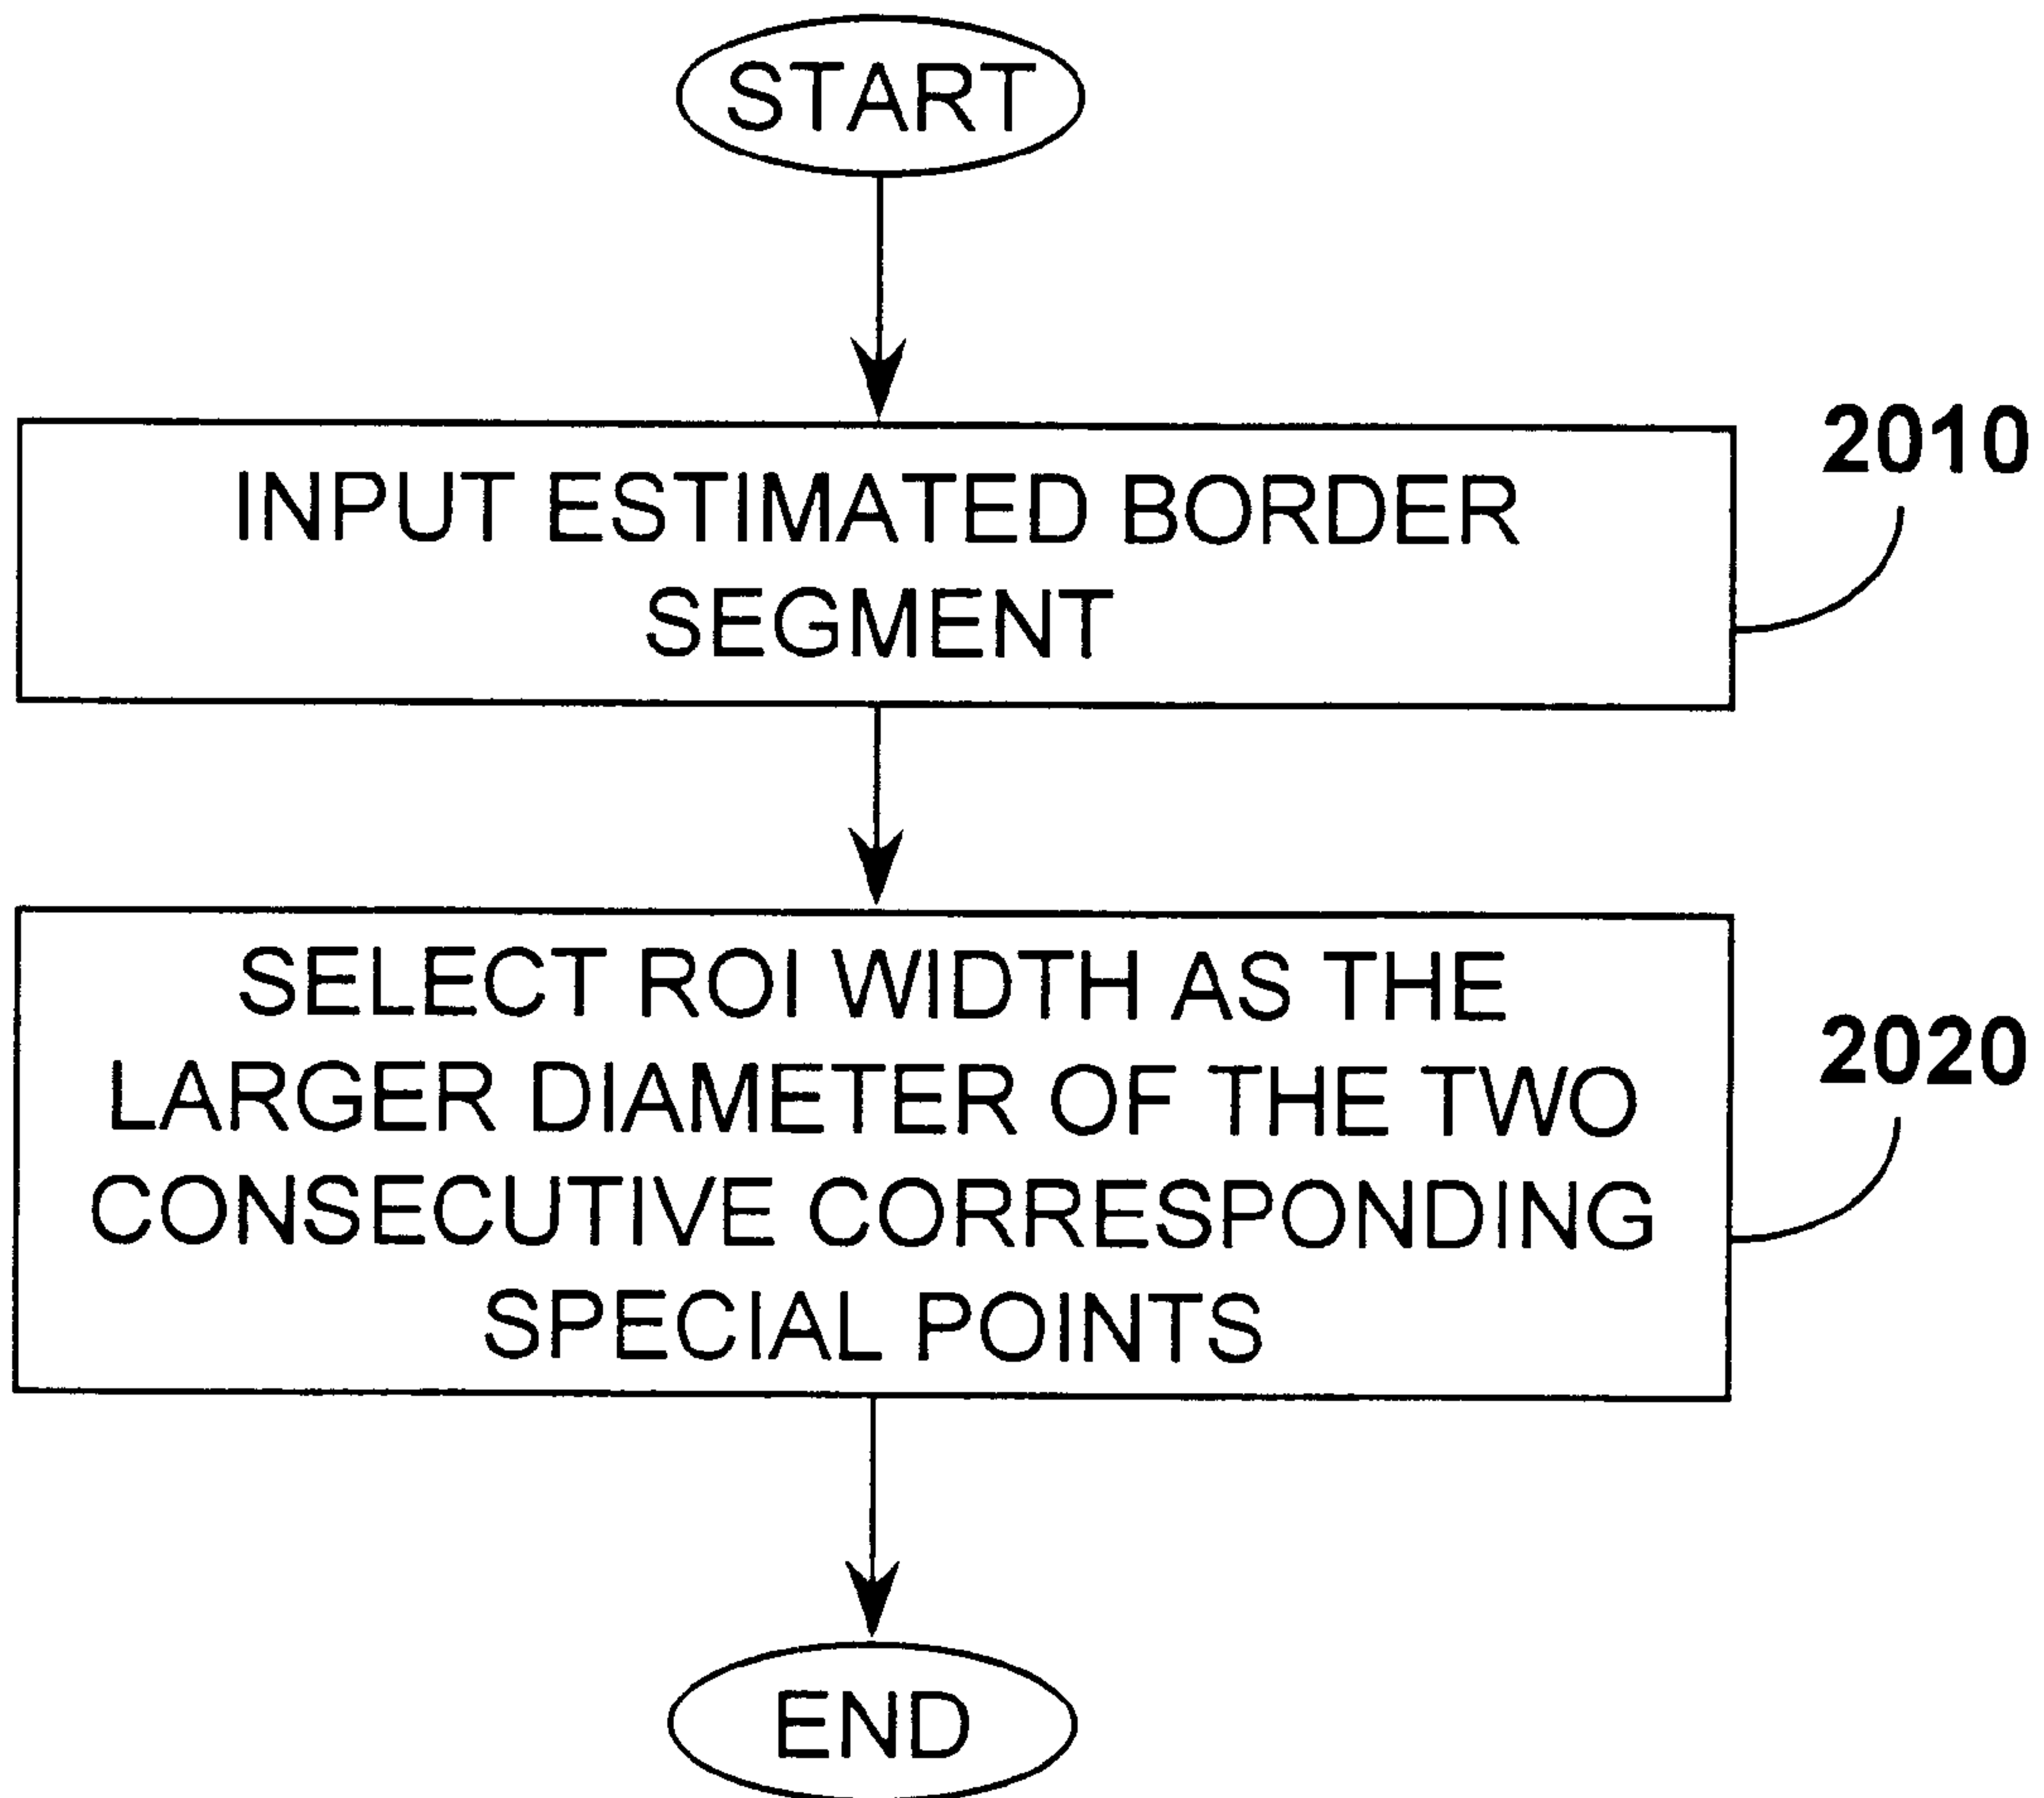 START
2010
INPUT ESTIMATED BORDER
SEGMENT
SELECT ROI WIDTH AS THE
2020
LARGER DIAMETER OF THE TWO
CONSECUTIVE CORRESPONDING
SPECIAL POINTS
END